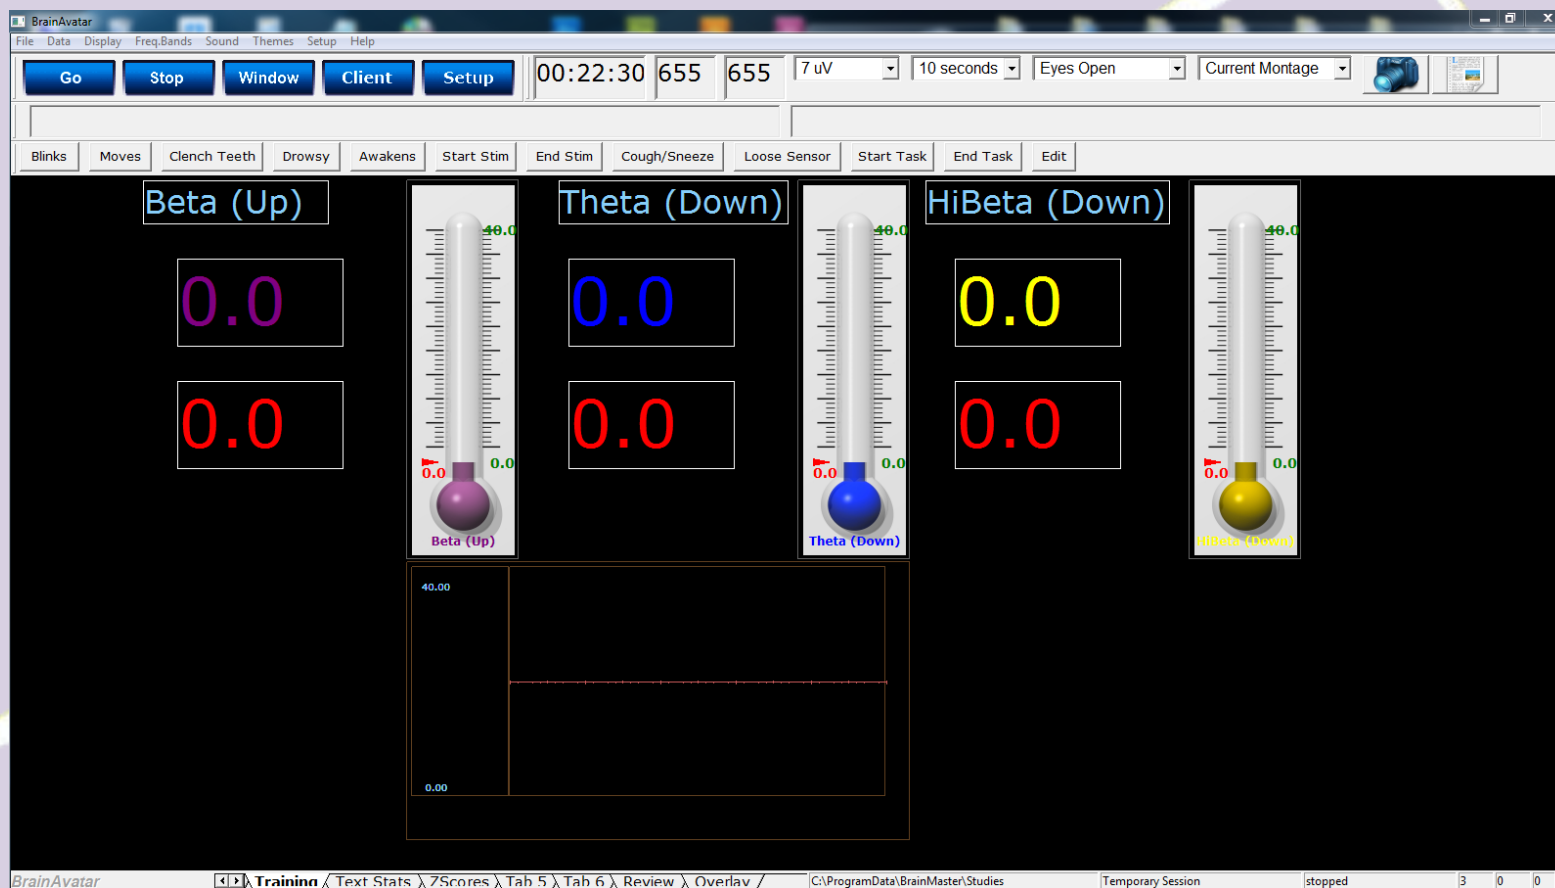 BrainAvatar
File Data Display Freq.Bands Sound Themes Setup Help
Go Stop Window Client Setup 00:22:30 655 655 7 uV 10 seconds Eyes Open Current Montage
Blinks Moves Clench Teeth Drowsy Awakens Start Stim End Stim Cough/Sneeze Loose Sensor Start Task End Task Edit
Beta (Up) Theta (Down) HiBeta (Down)
40.0 40.0 40.0
0.0 0.0 0.0
0.0 0.0 0.0
0.0 0.0 0.0 0.0 0.0 0.0
Beta (Up) Theta (Down) HiBeta (Down)
40.00
0.00
BrainAvatar Training Text Stats ZScores Tab 5 Tab 6 Review Overlay C:\ProgramData\BrainMaster\Studies Temporary Session stopped 3 0 0